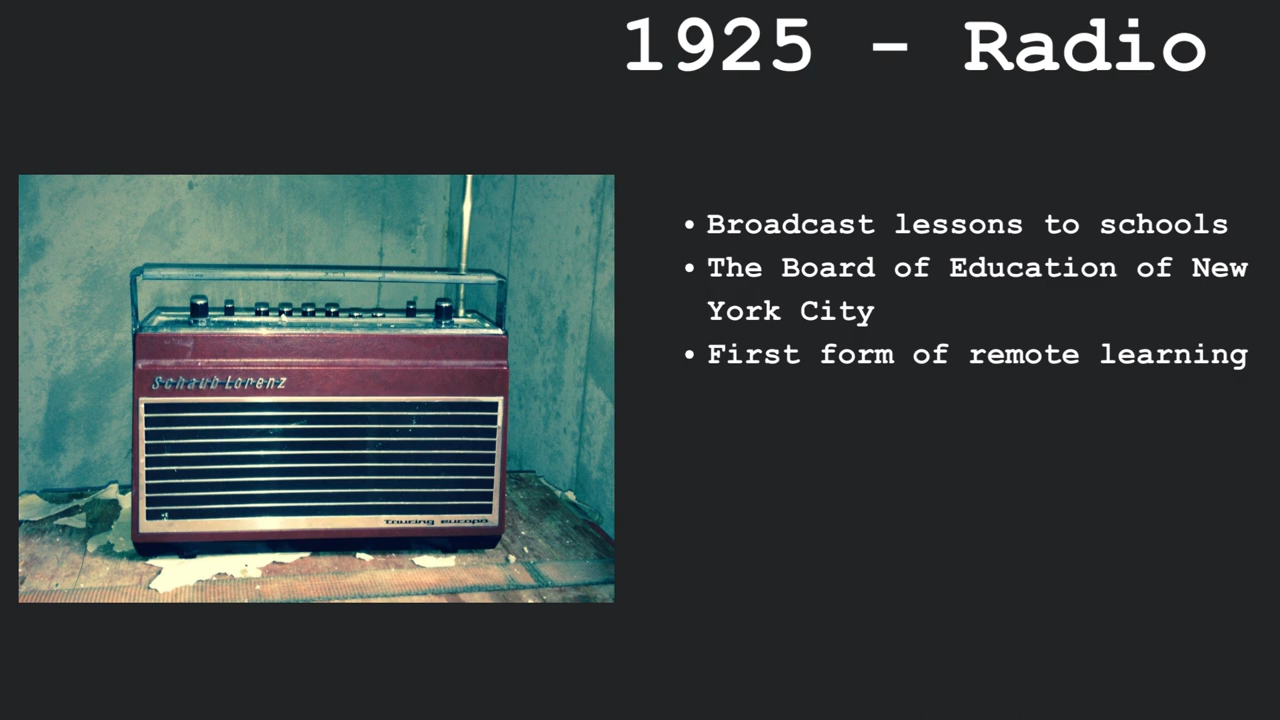 1925 - Radio
• Broadcast lessons to schools
• The Board of Education of New
York City
• First form of remote learning
Schaub Lorenz
Touring europa